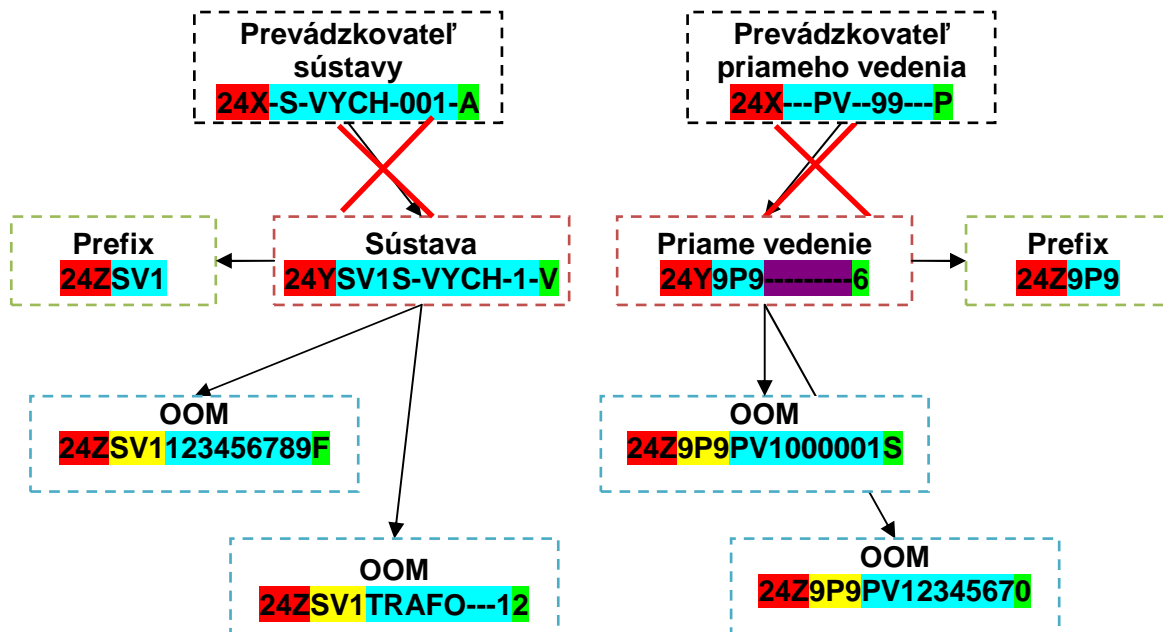 Prevádzkovateľ
sústavy
24X-S-VYCH-001-A
Prevádzkovateľ
priameho vedenia
24X---PV--99---P
Prefix
24ZSV1
Sústava
24YSV1S-VYCH-1-V
Priame vedenie
24Y9P9---------6
Prefix
24Z9P9
OOM
24ZSV1123456789F
OOM
24Z9P9PV1000001S
OOM
24ZSV1TRAFO---12
OOM
24Z9P9PV12345670